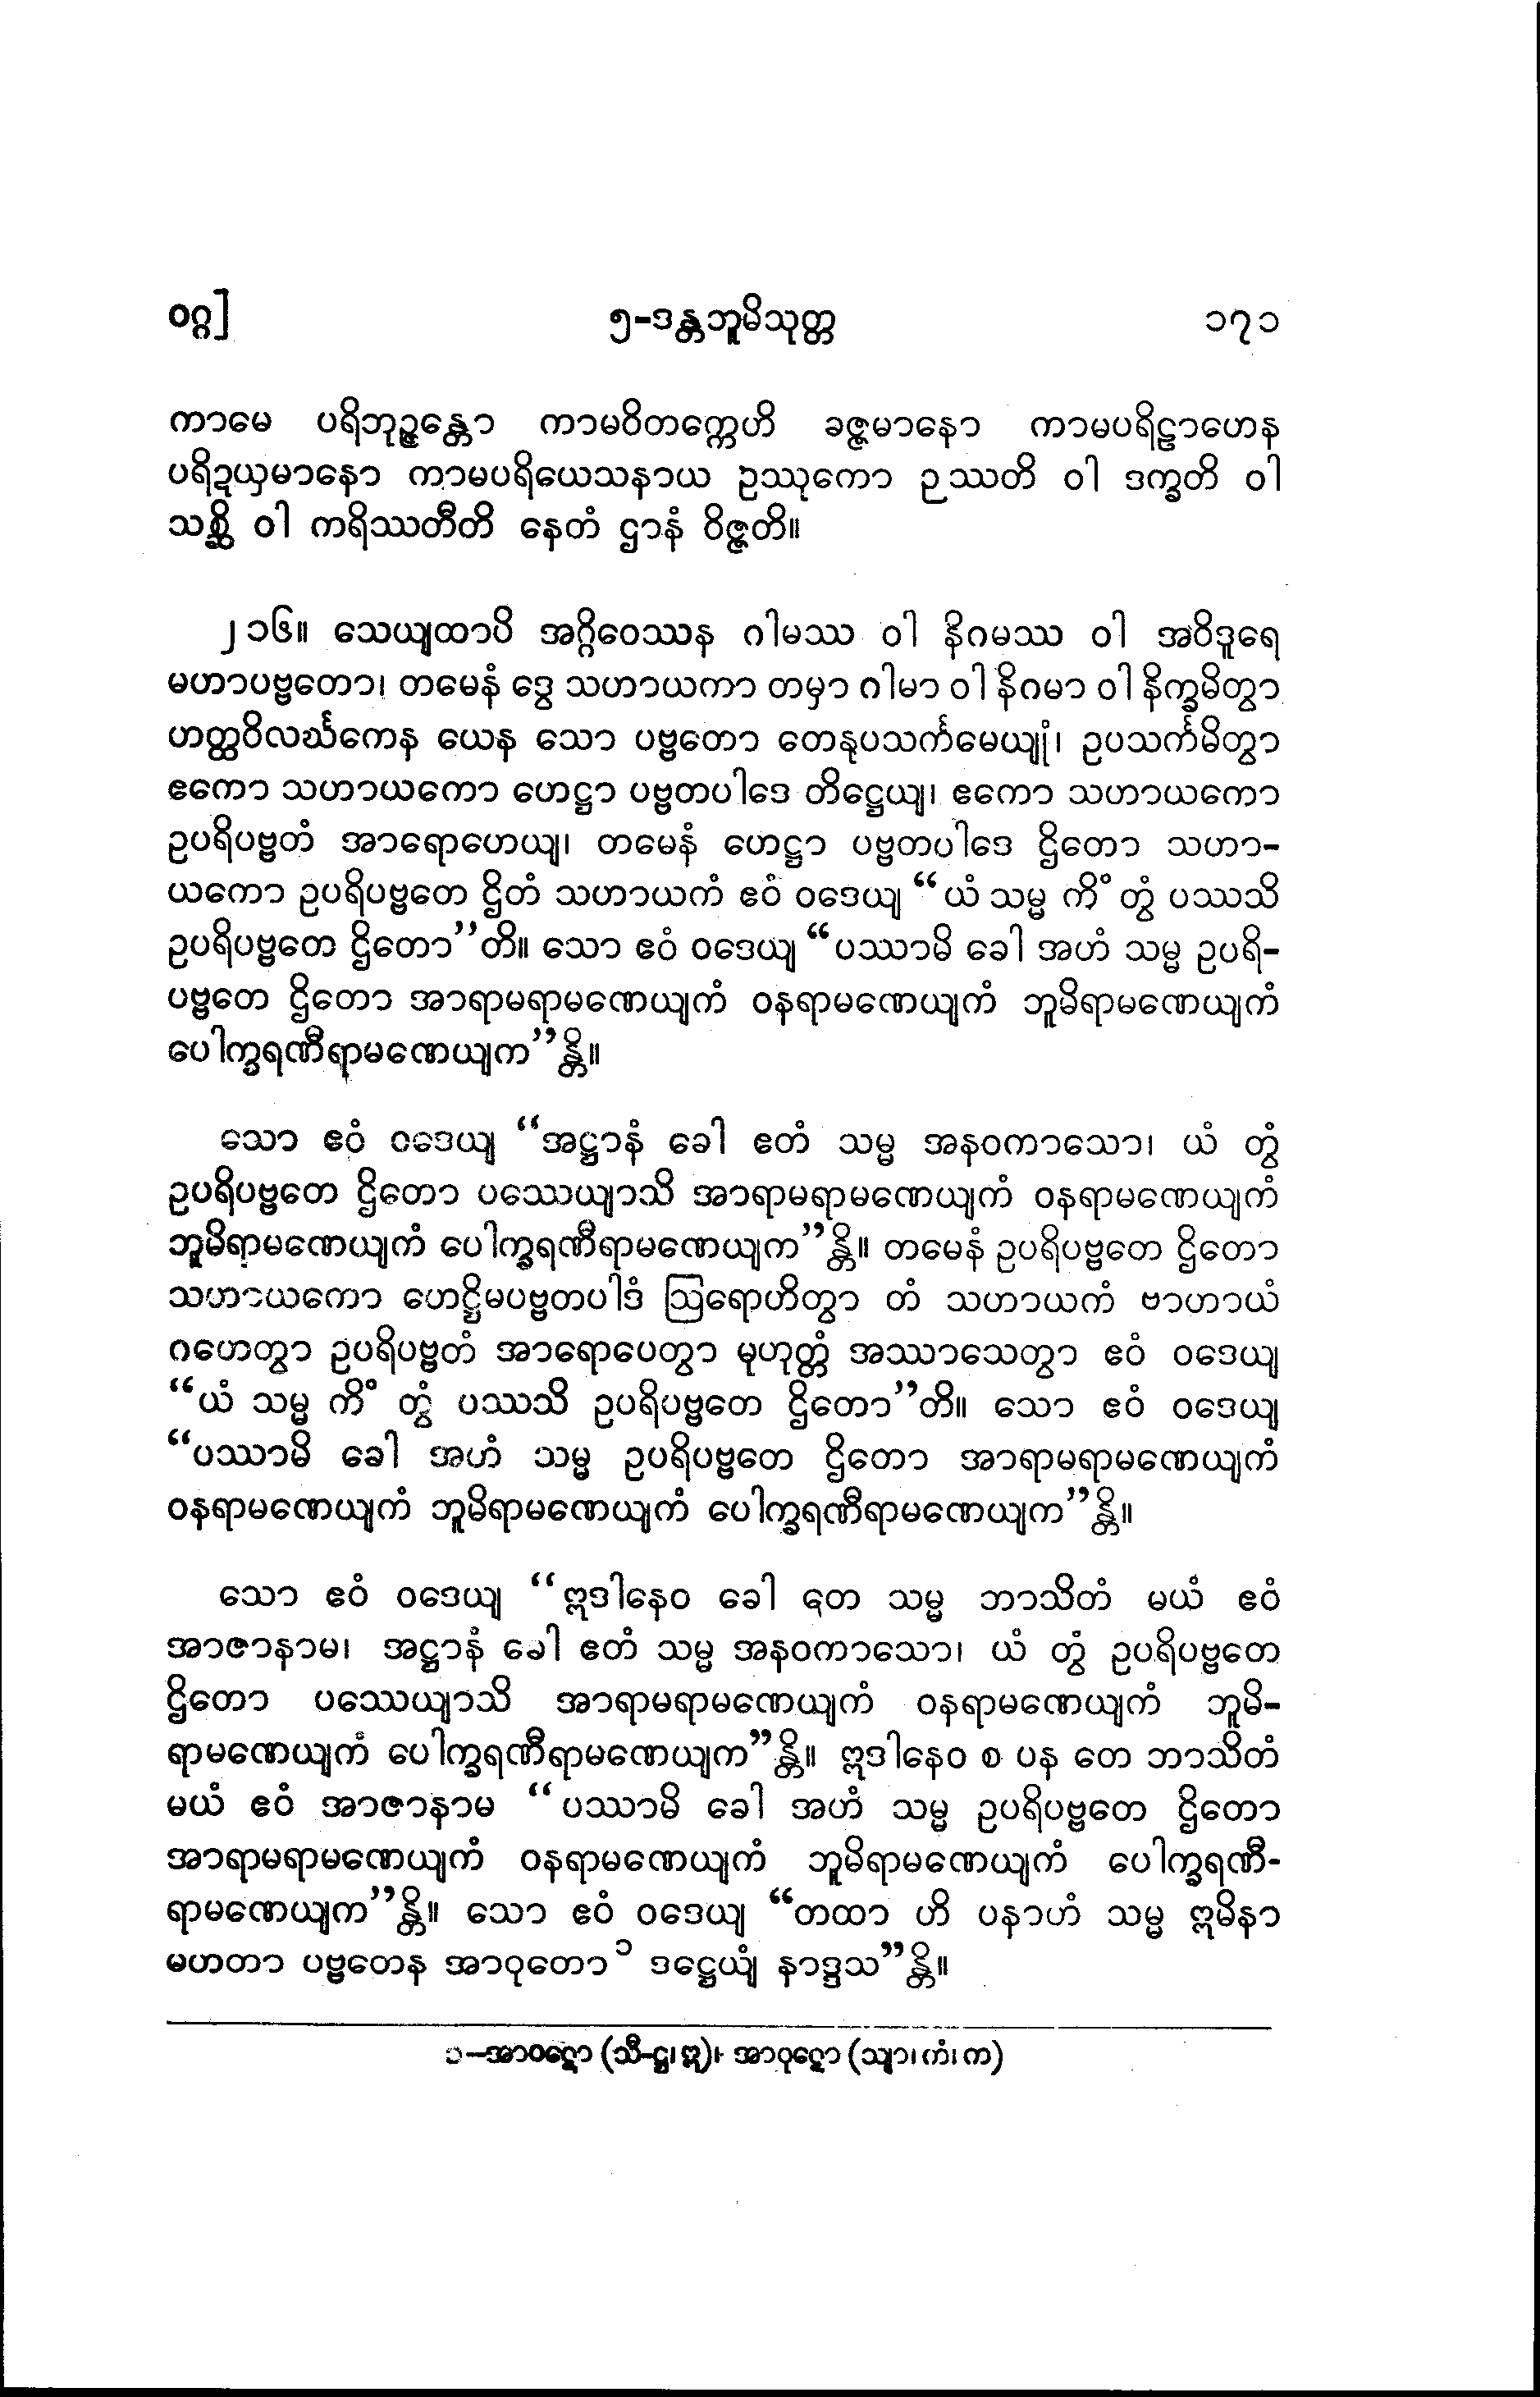 ဝဂ္ဂ] ၅-ဒန္တဘူမိသုတ္တ ၁၇၁
ကာမေ ပရိဘုဉ္ဇန္တော ကာမဝိတက္ကေဟိ ခဇ္ဇမာနော ကာမပရိဠာဟေန
ပရိဍယှမာနော ကာမပရိယေသနာယ ဥဿုကော ဉဿတိ ဝါ ဒက္ခတိ ဝါ
သစ္ဆိ ဝါ ကရိဿတီတိ နေတံ ဌာနံ ဝိဇ္ဇတိ။
၂၁၆။ သေယျထာပိ အဂ္ဂိဝေဿန ဂါမဿ ဝါ နိဂမဿ ဝါ အဝိဒူရေ
မဟာပဗ္ဗတော၊ တမေနံ ဒွေ သဟာယကာ တမှာ ဂါမာ ဝါ နိဂမာ ဝါ နိက္ခမိတွာ
ဟတ္ထဝိလင်္ဃကေန ယေန သော ပဗ္ဗတော တေနုပသင်္ကမေယျုံ၊ ဥပသင်္ကမိတွာ
ဧကော သဟာယကော ဟေဋ္ဌာ ပဗ္ဗတပါဒေ တိဋ္ဌေယျ၊ ဧကော သဟာယကော
ဥပရိပဗ္ဗတံ အာရောဟေယျ၊ တမေနံ ဟေဋ္ဌာ ပဗ္ဗတပါဒေ ဌိတော သဟာ-
ယကော ဥပရိပဗ္ဗတေ ဌိတံ သဟာယကံ ဧဝံ ဝဒေယျ “ယံ သမ္မ ကိံ တွံ ပဿသိ
ဥပရိပဗ္ဗတေ ဌိတော”တိ။ သော ဧဝံ ဝဒေယျ “ပဿာမိ ခေါ အဟံ သမ္မ ဥပရိ-
ပဗ္ဗတေ ဌိတော အာရာမရာမဏေယျကံ ဝနရာမဏေယျကံ ဘူမိရာမဏေယျကံ
ပေါက္ခရဏီရာမဏေယျက”န္တိ။
သော ဧဝံ ဝဒေယျ “အဋ္ဌာနံ ခေါ ဧတံ သမ္မ အနဝကာသော၊ ယံ တွံ
ဥပရိပဗ္ဗတေ ဌိတော ပဿေယျာသိ အာရာမရာမဏေယျကံ ဝနရာမဏေယျကံ
ဘူမိရာမဏေယျကံ ပေါက္ခရဏီရာမဏေယျက”န္တိ။ တမေနံ ဥပရိပဗ္ဗတေ ဌိတော
သဟာယကော ဟေဋ္ဌိမပဗ္ဗတပါဒံ ဩရောဟိတွာ တံ သဟာယကံ ဗာဟာယံ
ဂဟေတွာ ဥပရိပဗ္ဗတံ အာရောပေတွာ မုဟုတ္တံ အဿာသေတွာ ဧဝံ ဝဒေယျ
“ယံ သမ္မ ကိံ တွံ ပဿသိ ဥပရိပဗ္ဗတေ ဌိတော”တိ။ သော ဧဝံ ဝဒေယျ
“ပဿာမိ ခေါ အဟံ သမ္မ ဥပရိပဗ္ဗတေ ဌိတော အာရာမရာမဏေယျကံ
ဝနရာမဏေယျကံ ဘူမိရာမဏေယျကံ ပေါက္ခရဏီရာမဏေယျက”န္တိ။
သော ဧဝံ ဝဒေယျ “ဣဒါနေဝ ခေါ တေ သမ္မ ဘာသိတံ မယံ ဧဝံ
အာဇာနာမ၊ အဋ္ဌာနံ ခေါ ဧတံ သမ္မ အနဝကာသော၊ ယံ တွံ ဥပရိပဗ္ဗတေ
ဌိတော ပဿေယျာသိ အာရာမရာမဏေယျကံ ဝနရာမဏေယျကံ ဘူမိ-
ရာမဏေယျကံ ပေါက္ခရဏီရာမဏေယျက”န္တိ။ ဣဒါနေဝ စ ပန တေ ဘာသိတံ
မယံ ဧဝံ အာဇာနာမ “ပဿာမိ ခေါ အဟံ သမ္မ ဥပရိပဗ္ဗတေ ဌိတော
အာရာမရာမဏေယျကံ ဝနရာမဏေယျကံ ဘူမိရာမဏေယျကံ ပေါက္ခရဏီ-
ရာမဏေယျက”န္တိ။ သော ဧဝံ ဝဒေယျ “တထာ ဟိ ပနာဟံ သမ္မ ဣမိနာ
မဟတာ ပဗ္ဗတေန အာဝုတော ၁ ဒဋ္ဌေယျံ နာဒ္ဒသ”န္တိ။
၁-အာဝဋော (သီ-ဋ္ဌ၊ ဣ)၊ အာဝုဋော (သျာ၊ ကံ၊ က)